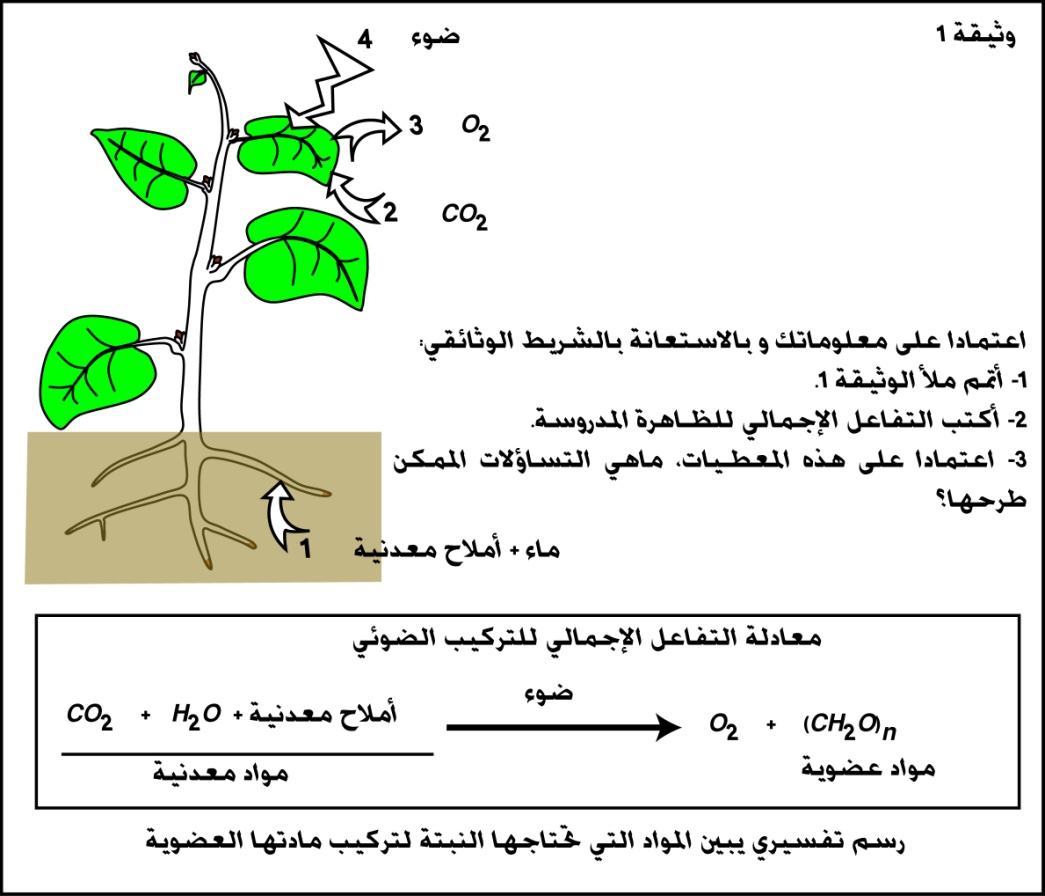 وثيقة 1
4 ضوء
3 O₂
2 CO₂
اعتمادا على معلوماتك و بالاستعانة بالشريط الوثائقي:
1- أتمم ملأ الوثيقة 1.
2- أكتب التفاعل الإجمالي للظاهرة المدروسة.
3- اعتمادا على هذه المعطيات، ماهي التساؤلات الممكن
طرحها؟
1 ماء + أملاح معدنية
معادلة التفاعل الإجمالي للتركيب الضوئي
ضوء
CO₂ + H₂O + أملاح معدنية O₂ + (CH₂O)n
مواد معدنية مواد عضوية
رسم تفسيري يبين المواد التي تحتاجها النبتة لتركيب مادتها العضوية